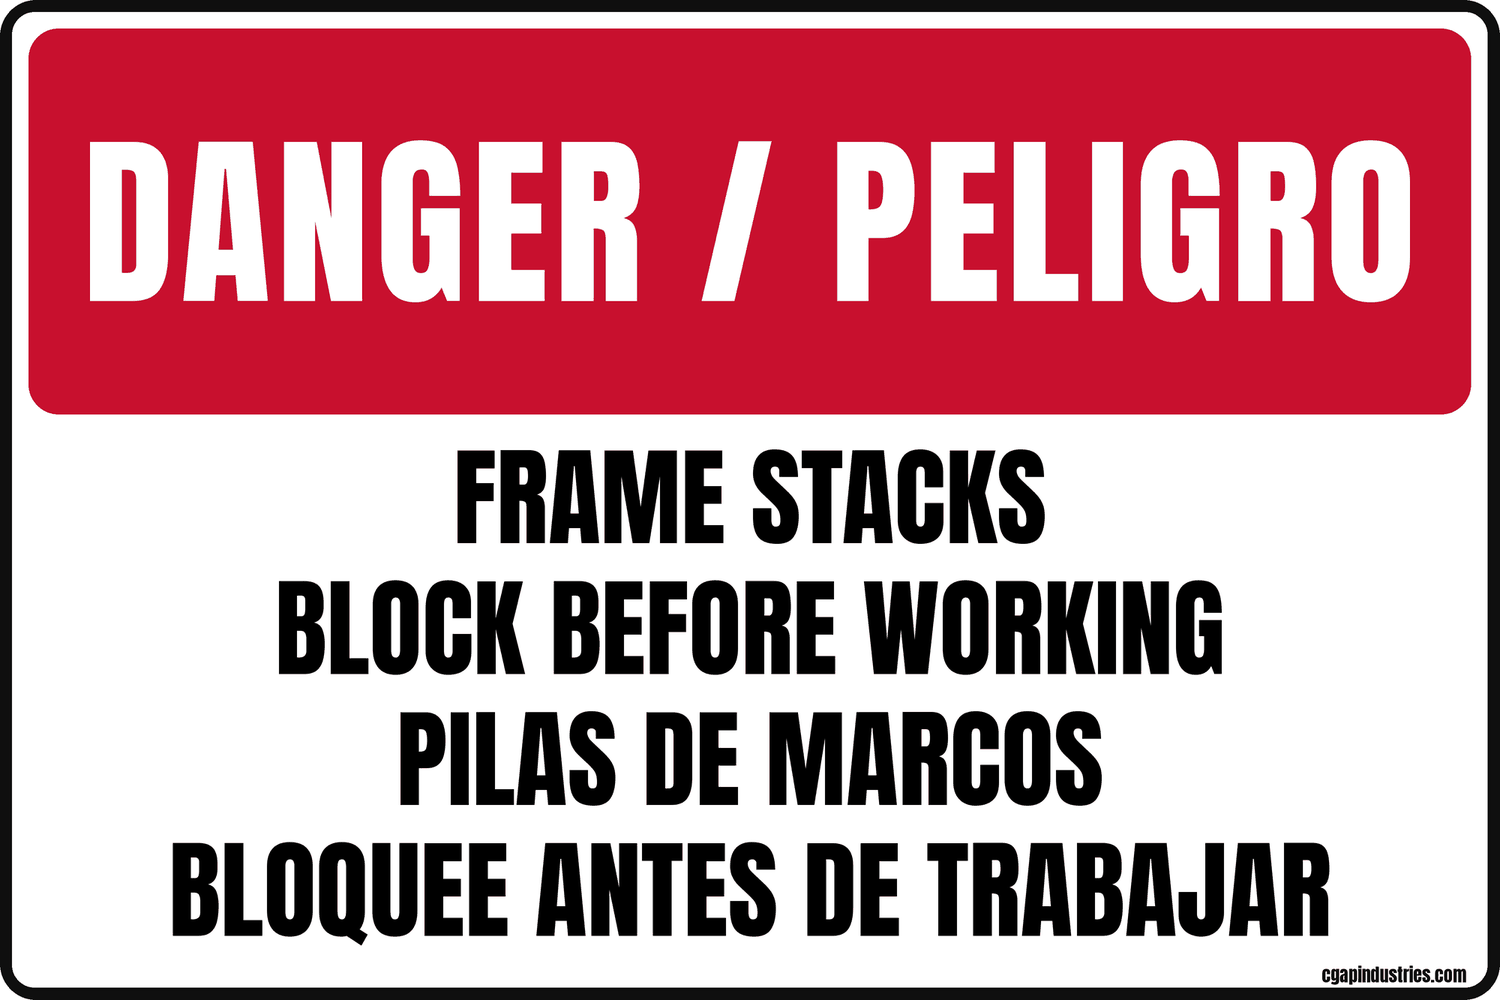 DANGER / PELIGRO
FRAME STACKS
BLOCK BEFORE WORKING
PILAS DE MARCOS
BLOQUEE ANTES DE TRABAJAR
cgapindustries.com